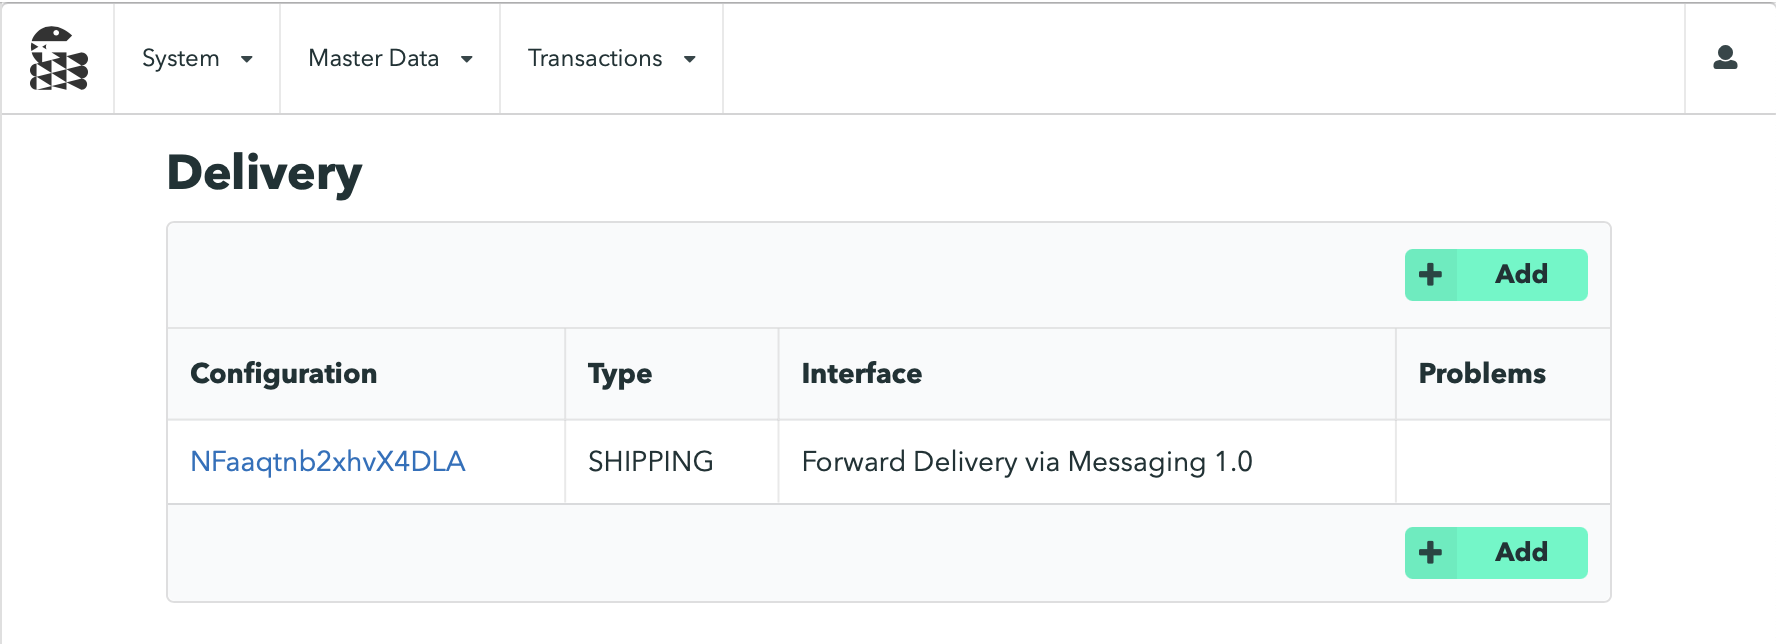 System Master Data Transactions
Delivery
Add
Configuration Type Interface Problems
NFaaqtnb2xhvX4DLA SHIPPING Forward Delivery via Messaging 1.0
Add